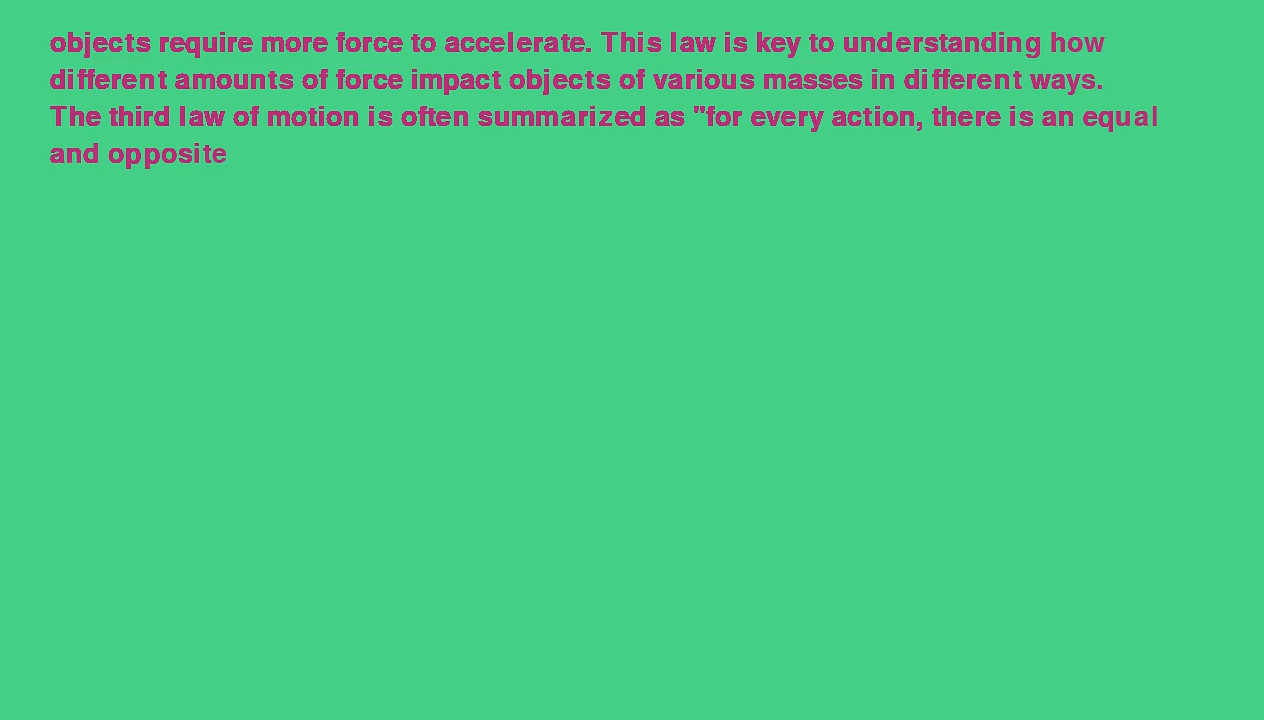 objects require more force to accelerate. This law is key to understanding how
different amounts of force impact objects of various masses in different ways.
The third law of motion is often summarized as "for every action, there is an equal
and opposite